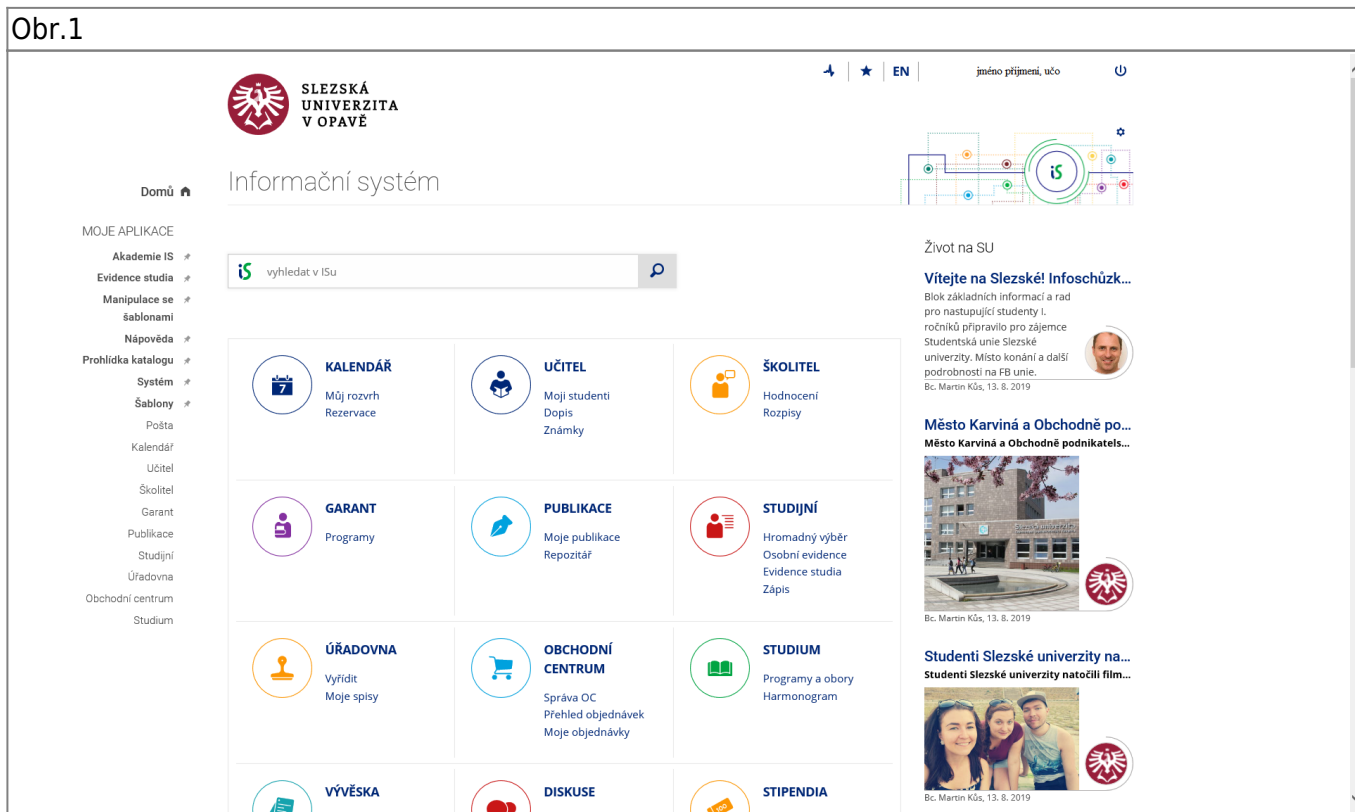 Obr.1
SLEZSKÁ
UNIVERZITA
V OPAVĚ
EN
jméno příjmení, učo
Domů
Informační systém
iS
MOJE APLIKACE
Akademie IS
Evidence studia
Manipulace se
šablonami
Nápověda
Prohlídka katalogu
Systém
Šablony
Pošta
Kalendář
Učitel
Školitel
Garant
Publikace
Studijní
Úřadovna
Obchodní centrum
Studium
iS vyhledat v ISu
7
KALENDÁŘ
Můj rozvrh
Rezervace
UČITEL
Moji studenti
Dopis
Známky
ŠKOLITEL
Hodnocení
Rozpisy
GARANT
Programy
PUBLIKACE
Moje publikace
Repozitář
STUDIJNÍ
Hromadný výběr
Osobní evidence
Evidence studia
Zápis
ÚŘADOVNA
Vyřídit
Moje spisy
OBCHODNÍ
CENTRUM
Správa OC
Přehled objednávek
Moje objednávky
STUDIUM
Programy a obory
Harmonogram
VÝVĚSKA
DISKUSE
100
STIPENDIA
Život na SU
Vítejte na Slezské! Infoschůzk...
Blok základních informací a rad
pro nastupující studenty I.
ročníků připravilo pro zájemce
Studentská unie Slezské
univerzity. Místo konání a další
podrobnosti na FB unie.
Bc. Martin Kůs, 13. 8. 2019
Město Karviná a Obchodně po...
Město Karviná a Obchodně podnikatels...
Slezská univerzita
Bc. Martin Kůs, 13. 8. 2019
Studenti Slezské univerzity na...
Studenti Slezské univerzity natočili film...
Bc. Martin Kůs, 13. 8. 2019